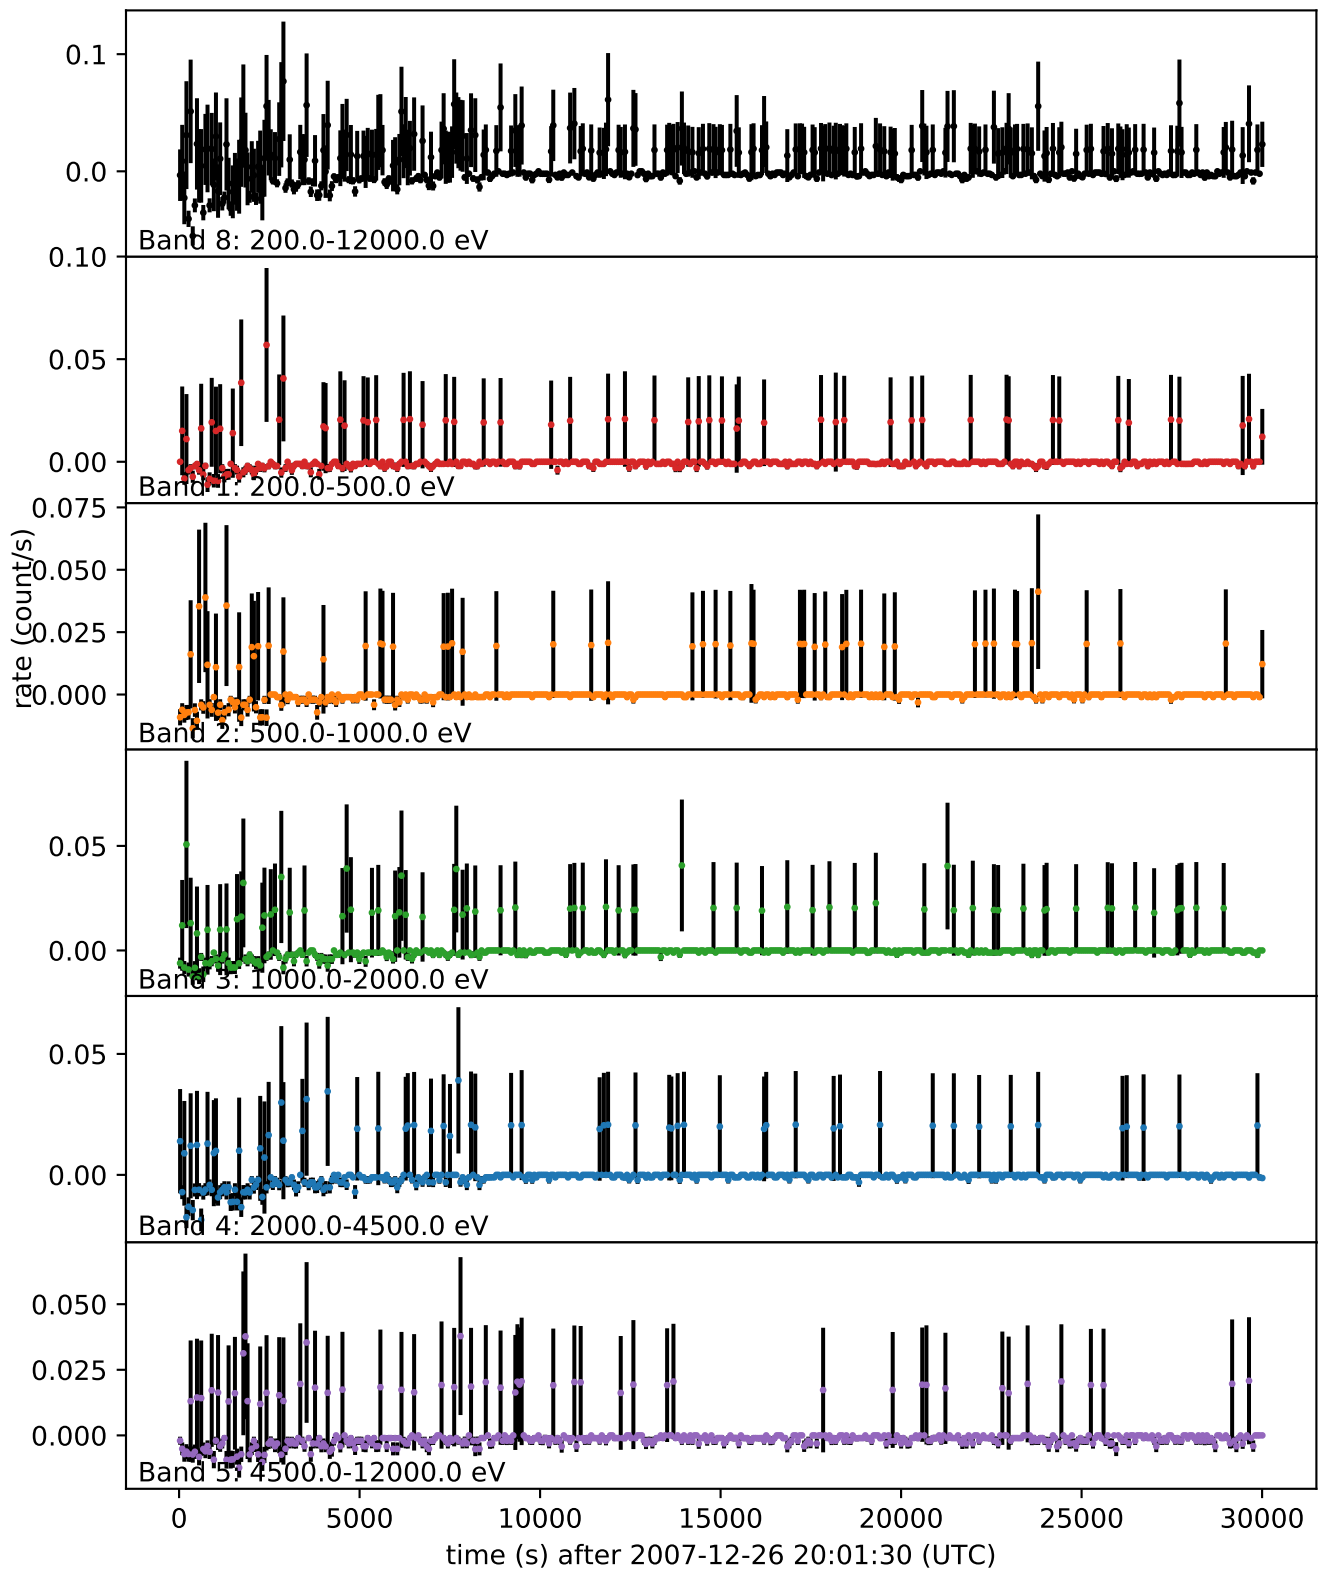 0.1
0.0
Band 8: 200.0-12000.0 eV
0.10
0.05
0.00
Band 1: 200.0-500.0 eV
0.075
0.050
0.025
0.000
rate (count/s)
Band 2: 500.0-1000.0 eV
0.05
0.00
Band 3: 1000.0-2000.0 eV
0.05
0.00
Band 4: 2000.0-4500.0 eV
0.050
0.025
0.000
Band 5: 4500.0-12000.0 eV
0 5000 10000 15000 20000 25000 30000
time (s) after 2007-12-26 20:01:30 (UTC)